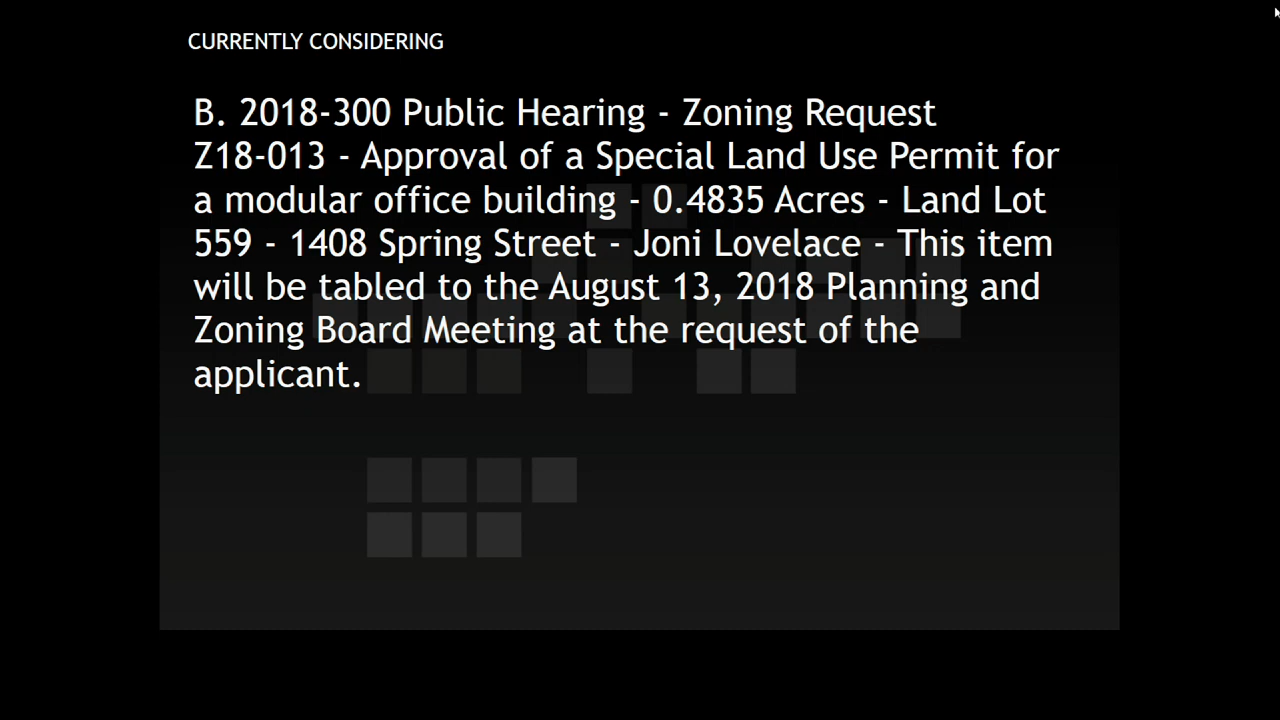 CURRENTLY CONSIDERING
B. 2018-300 Public Hearing - Zoning Request
Z18-013 - Approval of a Special Land Use Permit for
a modular office building - 0.4835 Acres - Land Lot
559 - 1408 Spring Street - Joni Lovelace - This item
will be tabled to the August 13, 2018 Planning and
Zoning Board Meeting at the request of the
applicant.